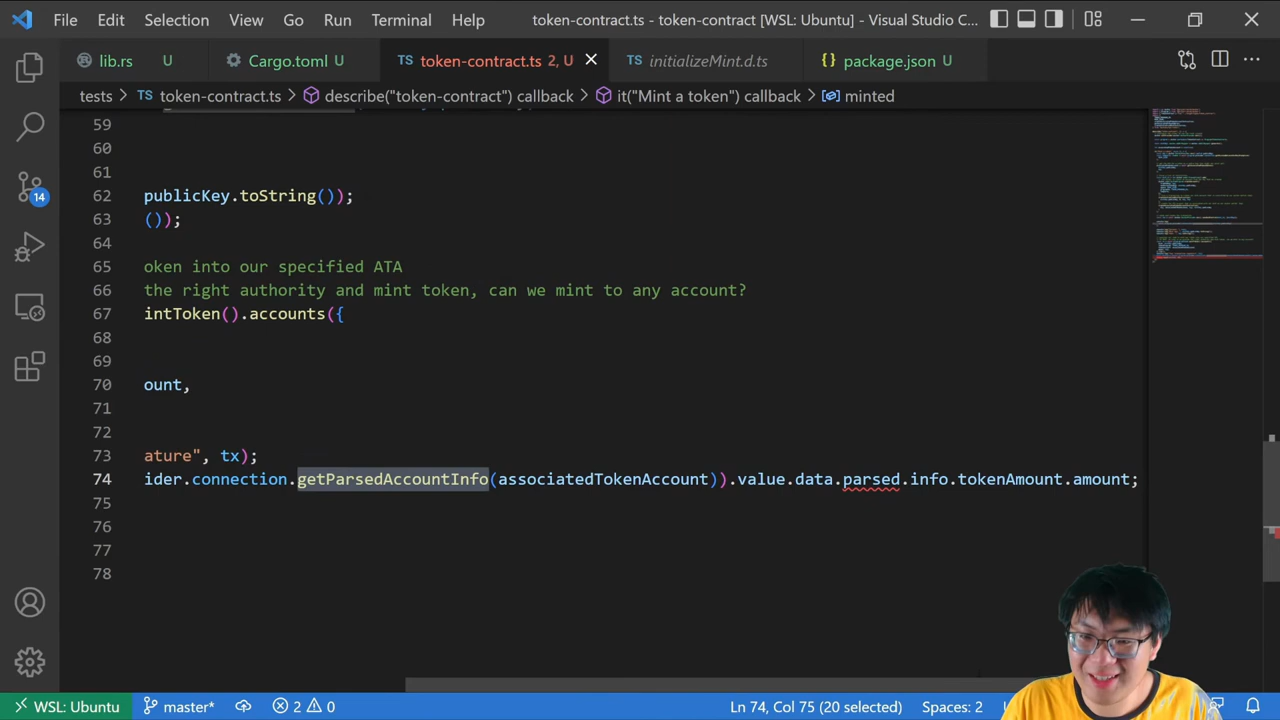 File Edit Selection View Go Run Terminal Help token-contract.ts - token-contract [WSL: Ubuntu] - Visual Studio C...
lib.rs U Cargo.toml U TS token-contract.ts 2, U TS initializeMint.d.ts {} package.json U
tests > TS token-contract.ts > describe("token-contract") callback > it("Mint a token") callback > minted
59
60
61
62 publicKey.toString());
63 ());
64
65 oken into our specified ATA
66 the right authority and mint token, can we mint to any account?
67 intToken().accounts({
68
69
70 ount,
71
72
73 ature", tx);
74 ider.connection.getParsedAccountInfo(associatedTokenAccount)).value.data.parsed.info.tokenAmount.amount;
75
76
77
78
14
WSL: Ubuntu master* 2 0 Ln 74, Col 75 (20 selected) Spaces: 2